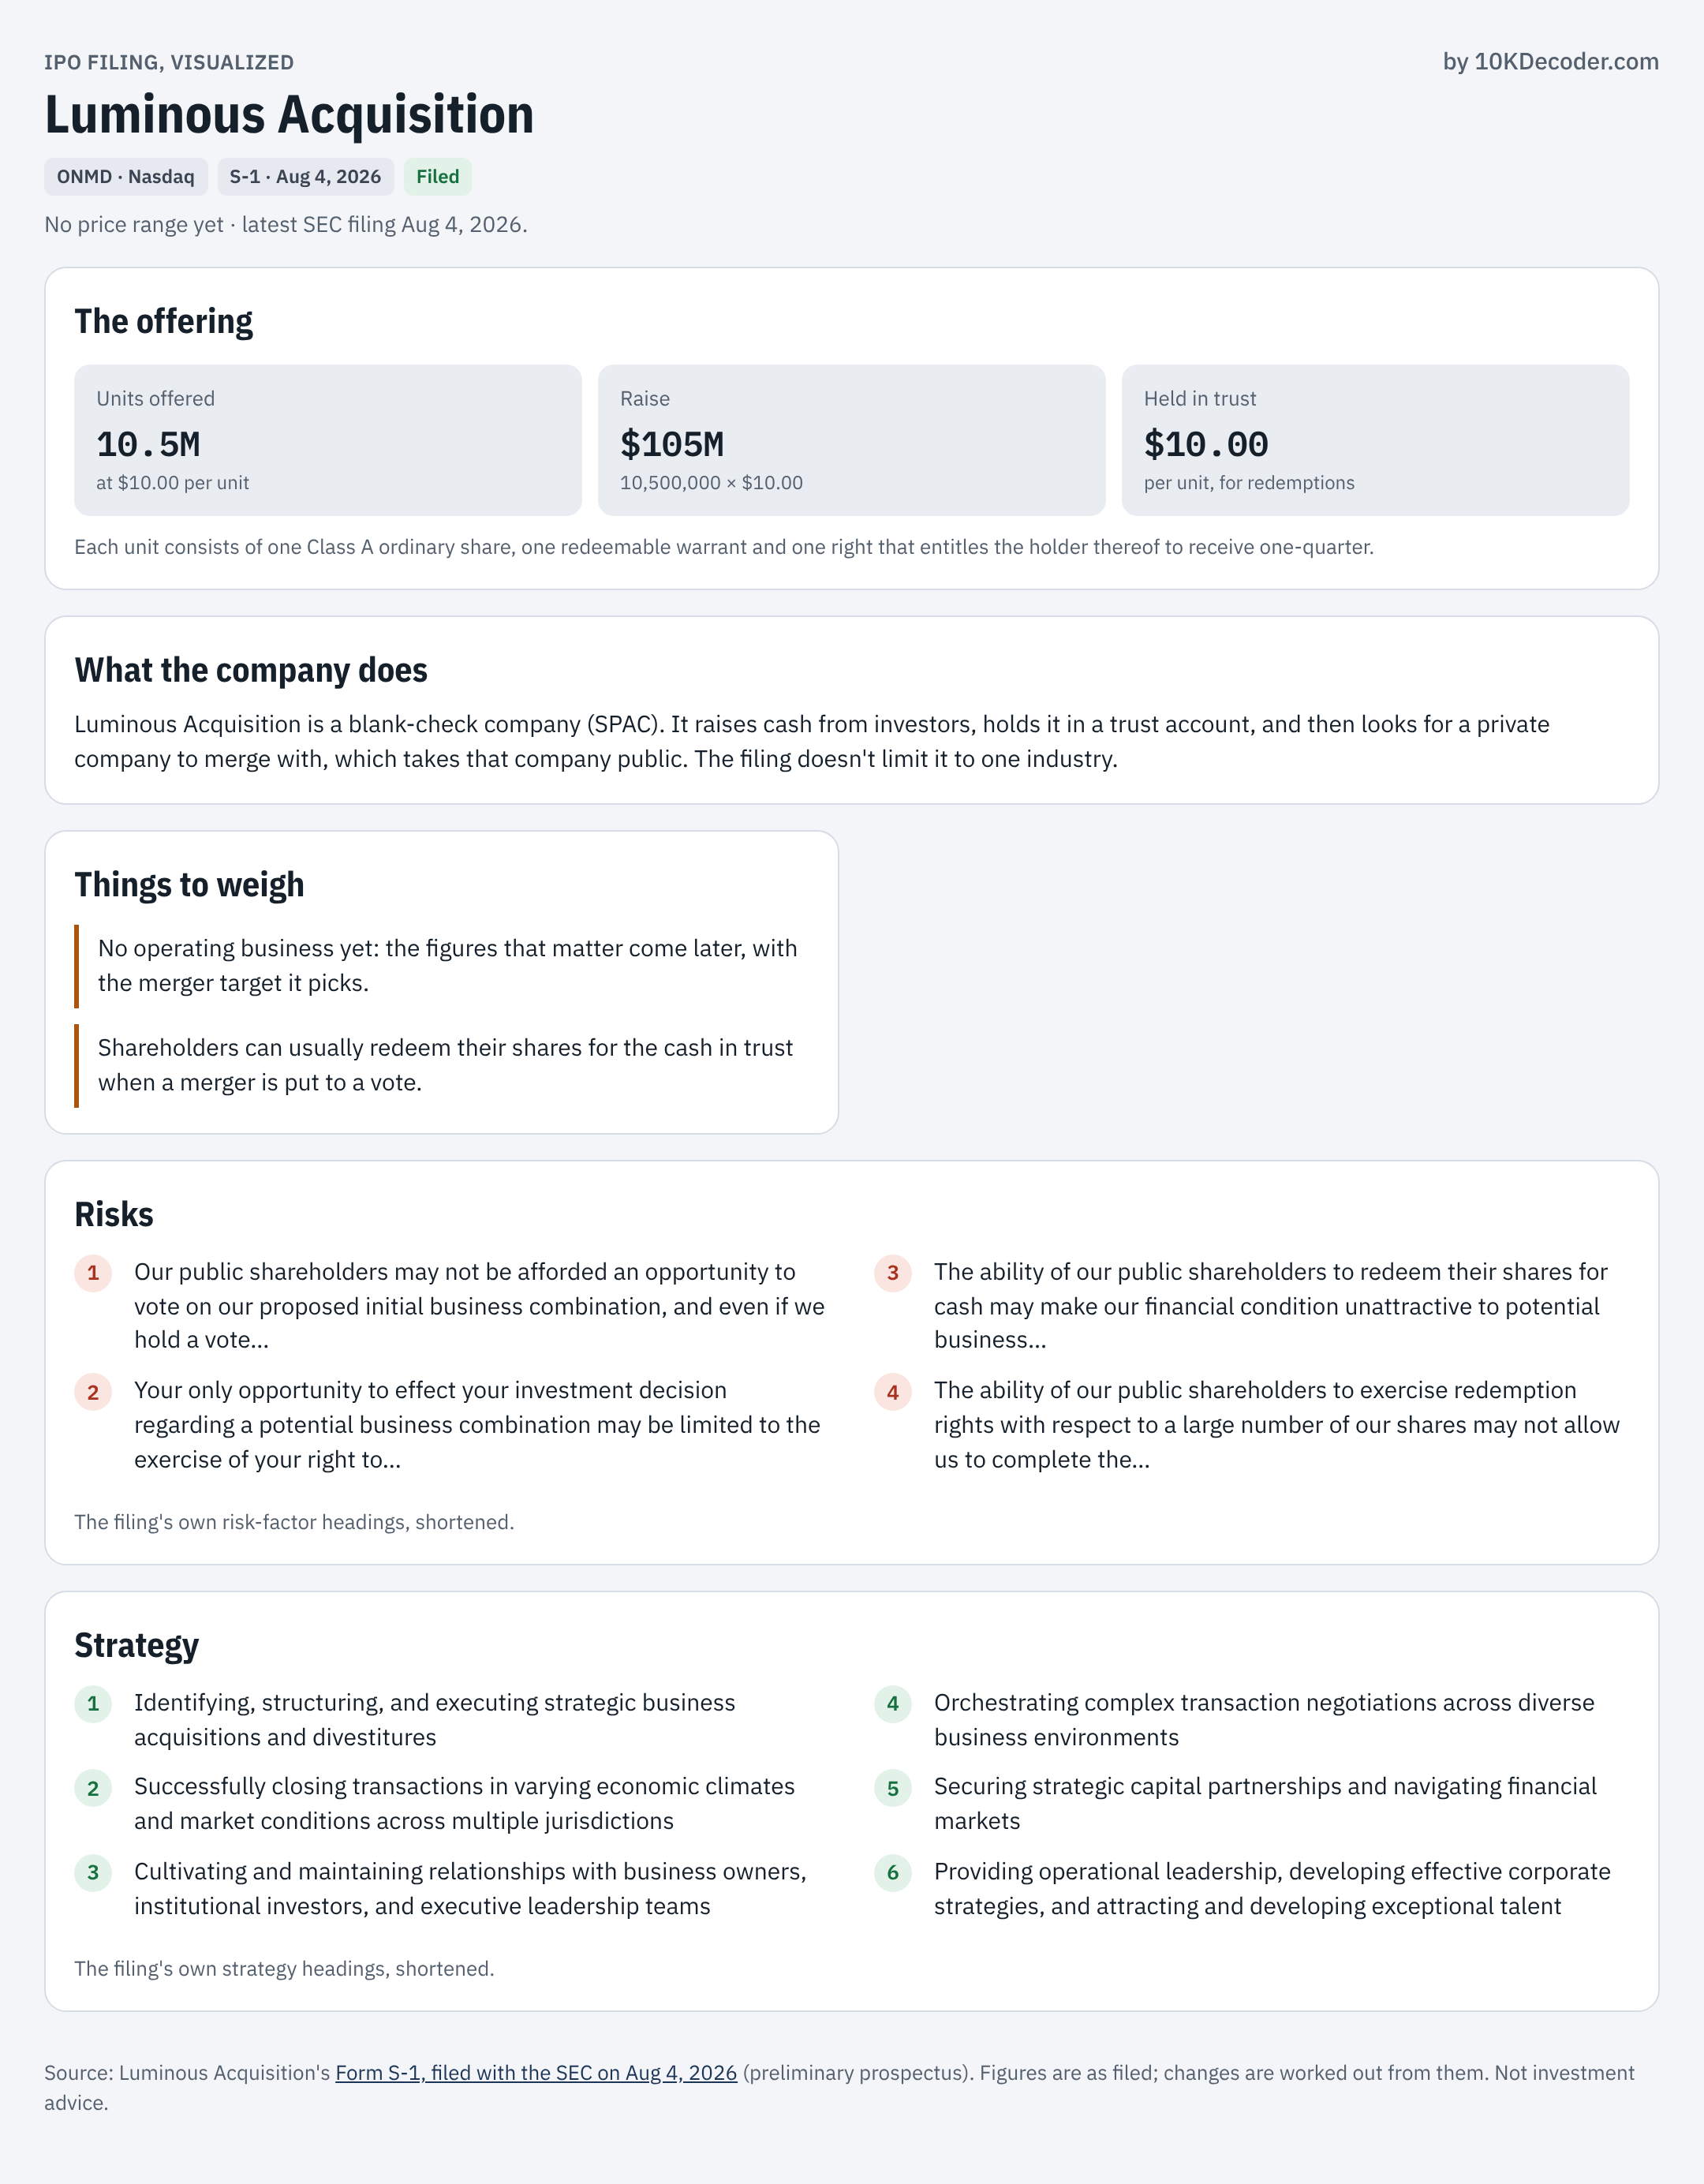 IPO FILING, VISUALIZED
by 10KDecoder.com
Luminous Acquisition
ONMD · Nasdaq
S-1 · Aug 4, 2026
Filed
No price range yet · latest SEC filing Aug 4, 2026.
The offering
Units offered
10.5M
at $10.00 per unit
Raise
$105M
10,500,000 × $10.00
Held in trust
$10.00
per unit, for redemptions
Each unit consists of one Class A ordinary share, one redeemable warrant and one right that entitles the holder thereof to receive one-quarter.
What the company does
Luminous Acquisition is a blank-check company (SPAC). It raises cash from investors, holds it in a trust account, and then looks for a private
company to merge with, which takes that company public. The filing doesn't limit it to one industry.
Things to weigh
No operating business yet: the figures that matter come later, with
the merger target it picks.
Shareholders can usually redeem their shares for the cash in trust
when a merger is put to a vote.
Risks
1
Our public shareholders may not be afforded an opportunity to
vote on our proposed initial business combination, and even if we
hold a vote...
2
Your only opportunity to effect your investment decision
regarding a potential business combination may be limited to the
exercise of your right to...
3
The ability of our public shareholders to redeem their shares for
cash may make our financial condition unattractive to potential
business...
4
The ability of our public shareholders to exercise redemption
rights with respect to a large number of our shares may not allow
us to complete the...
The filing's own risk-factor headings, shortened.
Strategy
1
Identifying, structuring, and executing strategic business
acquisitions and divestitures
2
Successfully closing transactions in varying economic climates
and market conditions across multiple jurisdictions
3
Cultivating and maintaining relationships with business owners,
institutional investors, and executive leadership teams
4
Orchestrating complex transaction negotiations across diverse
business environments
5
Securing strategic capital partnerships and navigating financial
markets
6
Providing operational leadership, developing effective corporate
strategies, and attracting and developing exceptional talent
The filing's own strategy headings, shortened.
Source: Luminous Acquisition's Form S-1, filed with the SEC on Aug 4, 2026 (preliminary prospectus). Figures are as filed; changes are worked out from them. Not investment
advice.